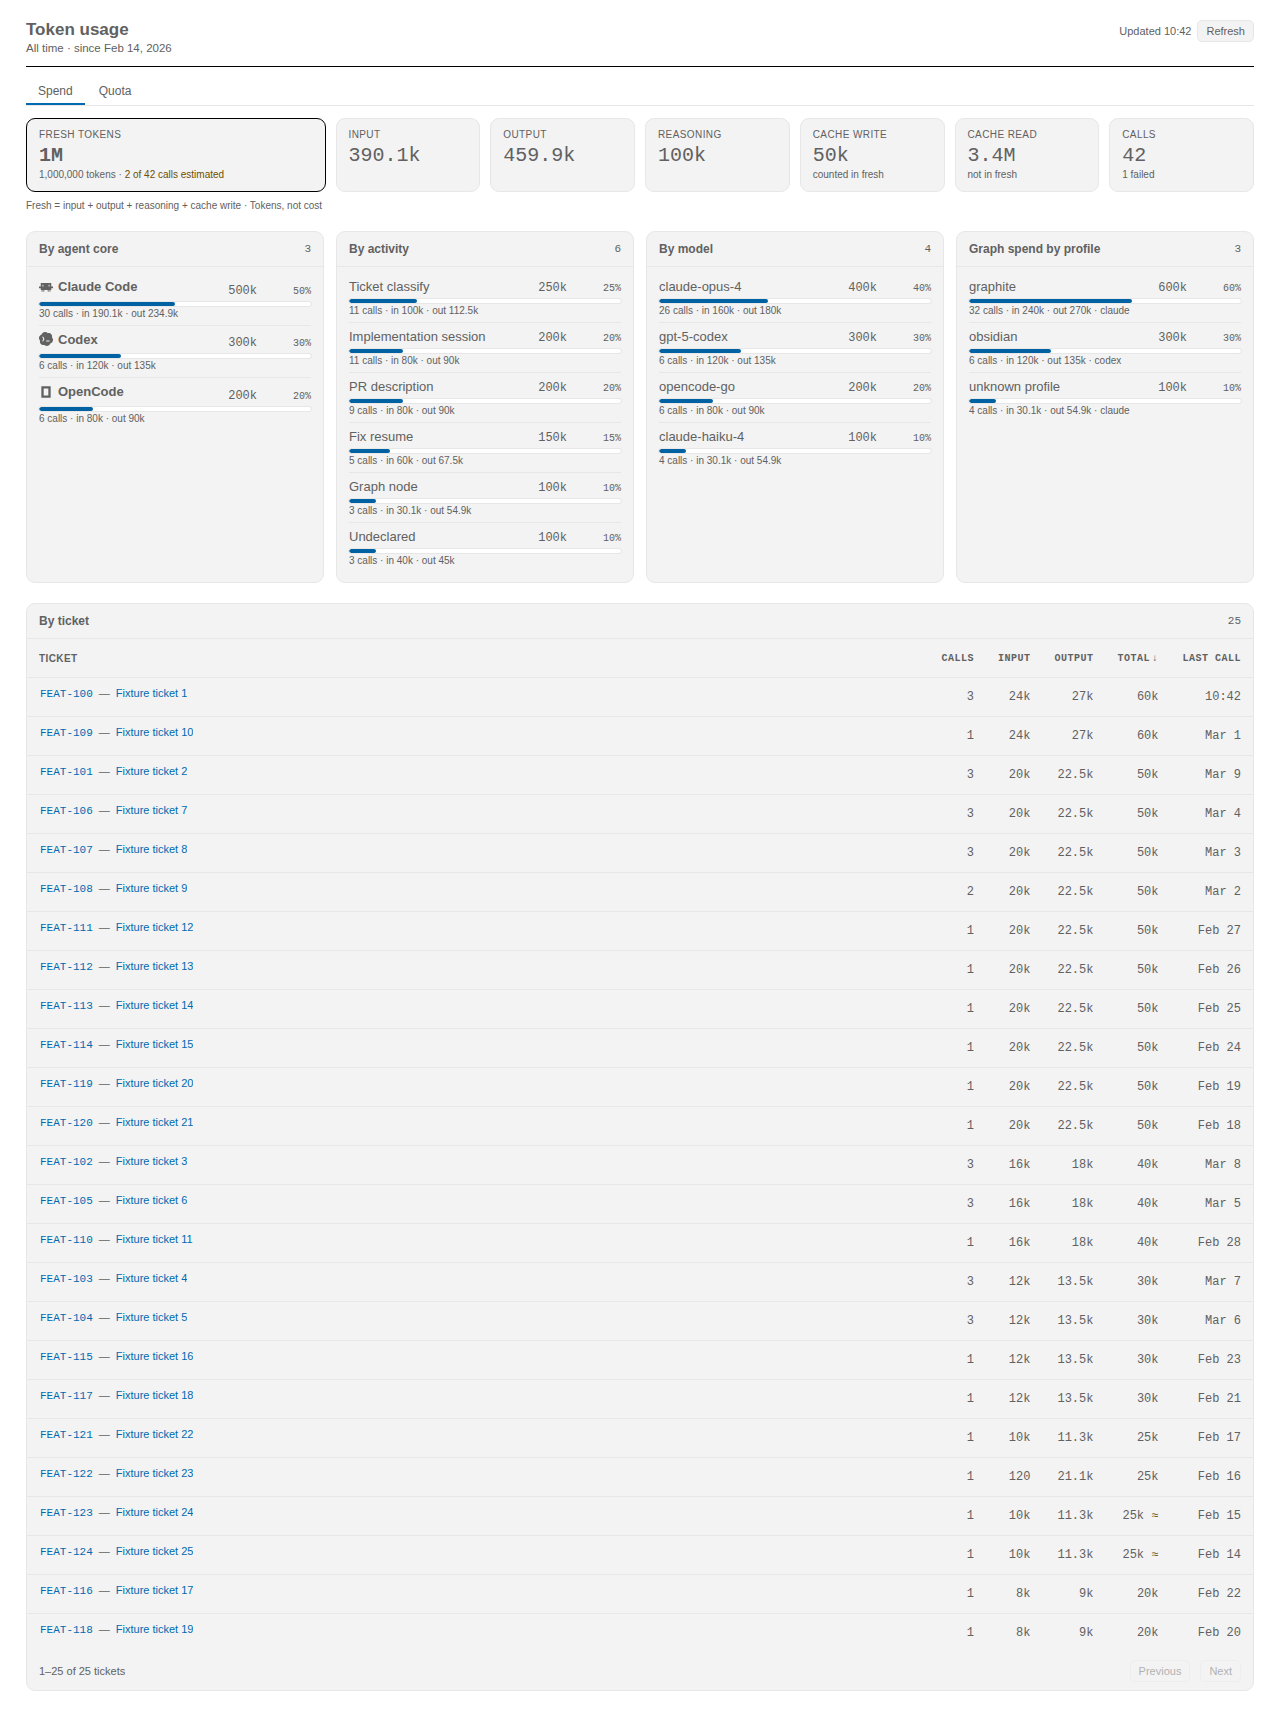 Token usage
All time · since Feb 14, 2026
Updated 10:42 Refresh
Spend Quota
FRESH TOKENS
1M
1,000,000 tokens · 2 of 42 calls estimated
INPUT
390.1k
OUTPUT
459.9k
REASONING
100k
CACHE WRITE
50k
counted in fresh
CACHE READ
3.4M
not in fresh
CALLS
42
1 failed
Fresh = input + output + reasoning + cache write · Tokens, not cost
By agent core 3
Claude Code 500k 50%
30 calls · in 190.1k · out 234.9k
Codex 300k 30%
6 calls · in 120k · out 135k
OpenCode 200k 20%
6 calls · in 80k · out 90k
By activity 6
Ticket classify 250k 25%
11 calls · in 100k · out 112.5k
Implementation session 200k 20%
11 calls · in 80k · out 90k
PR description 200k 20%
9 calls · in 80k · out 90k
Fix resume 150k 15%
5 calls · in 60k · out 67.5k
Graph node 100k 10%
3 calls · in 30.1k · out 54.9k
Undeclared 100k 10%
3 calls · in 40k · out 45k
By model 4
claude-opus-4 400k 40%
26 calls · in 160k · out 180k
gpt-5-codex 300k 30%
6 calls · in 120k · out 135k
opencode-go 200k 20%
6 calls · in 80k · out 90k
claude-haiku-4 100k 10%
4 calls · in 30.1k · out 54.9k
Graph spend by profile 3
graphite 600k 60%
32 calls · in 240k · out 270k · claude
obsidian 300k 30%
6 calls · in 120k · out 135k · codex
unknown profile 100k 10%
4 calls · in 30.1k · out 54.9k · claude
By ticket 25
TICKET CALLS INPUT OUTPUT TOTAL ↓ LAST CALL
FEAT-100 — Fixture ticket 1 3 24k 27k 60k 10:42
FEAT-109 — Fixture ticket 10 1 24k 27k 60k Mar 1
FEAT-101 — Fixture ticket 2 3 20k 22.5k 50k Mar 9
FEAT-106 — Fixture ticket 7 3 20k 22.5k 50k Mar 4
FEAT-107 — Fixture ticket 8 3 20k 22.5k 50k Mar 3
FEAT-108 — Fixture ticket 9 2 20k 22.5k 50k Mar 2
FEAT-111 — Fixture ticket 12 1 20k 22.5k 50k Feb 27
FEAT-112 — Fixture ticket 13 1 20k 22.5k 50k Feb 26
FEAT-113 — Fixture ticket 14 1 20k 22.5k 50k Feb 25
FEAT-114 — Fixture ticket 15 1 20k 22.5k 50k Feb 24
FEAT-119 — Fixture ticket 20 1 20k 22.5k 50k Feb 19
FEAT-120 — Fixture ticket 21 1 20k 22.5k 50k Feb 18
FEAT-102 — Fixture ticket 3 3 16k 18k 40k Mar 8
FEAT-105 — Fixture ticket 6 3 16k 18k 40k Mar 5
FEAT-110 — Fixture ticket 11 1 16k 18k 40k Feb 28
FEAT-103 — Fixture ticket 4 3 12k 13.5k 30k Mar 7
FEAT-104 — Fixture ticket 5 3 12k 13.5k 30k Mar 6
FEAT-115 — Fixture ticket 16 1 12k 13.5k 30k Feb 23
FEAT-117 — Fixture ticket 18 1 12k 13.5k 30k Feb 21
FEAT-121 — Fixture ticket 22 1 10k 11.3k 25k Feb 17
FEAT-122 — Fixture ticket 23 1 120 21.1k 25k Feb 16
FEAT-123 — Fixture ticket 24 1 10k 11.3k 25k ≈ Feb 15
FEAT-124 — Fixture ticket 25 1 10k 11.3k 25k ≈ Feb 14
FEAT-116 — Fixture ticket 17 1 8k 9k 20k Feb 22
FEAT-118 — Fixture ticket 19 1 8k 9k 20k Feb 20
1–25 of 25 tickets Previous Next